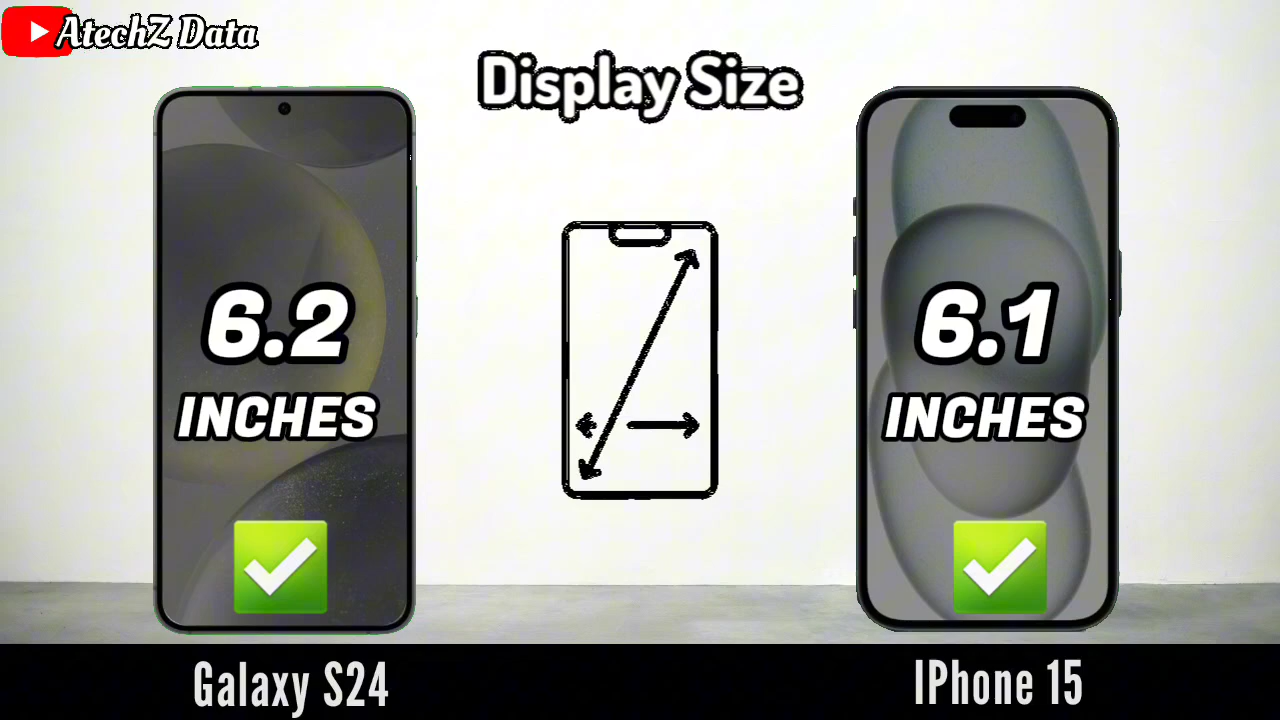 AtechZ Data
Display Size
6.2
INCHES
6.1
INCHES
Galaxy S24
IPhone 15